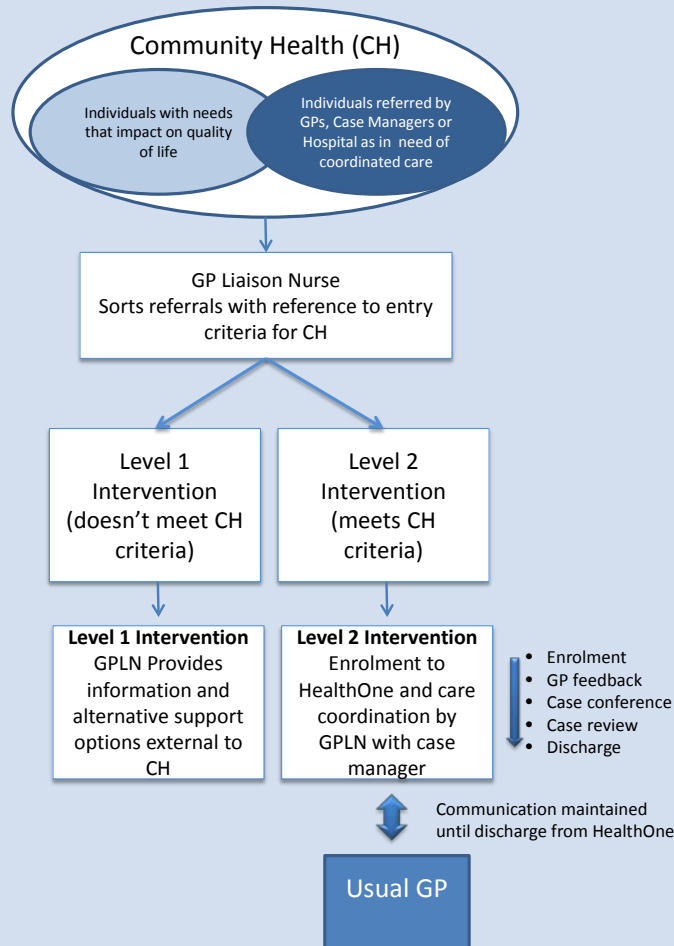 Community Health (CH)
Individuals with needs
that impact on quality
of life
Individuals referred by
GPs, Case Managers or
Hospital as in need of
coordinated care
GP Liaison Nurse
Sorts referrals with reference to entry
criteria for CH
Level 1
Intervention
(doesn’t meet CH
criteria)
Level 2
Intervention
(meets CH
criteria)
Level 1 Intervention
GPLN Provides
information and
alternative support
options external to
CH
Level 2 Intervention
Enrolment to
HealthOne and care
coordination by
GPLN with case
manager
• Enrolment
• GP feedback
• Case conference
• Case review
• Discharge
Communication maintained
until discharge from HealthOne
Usual GP